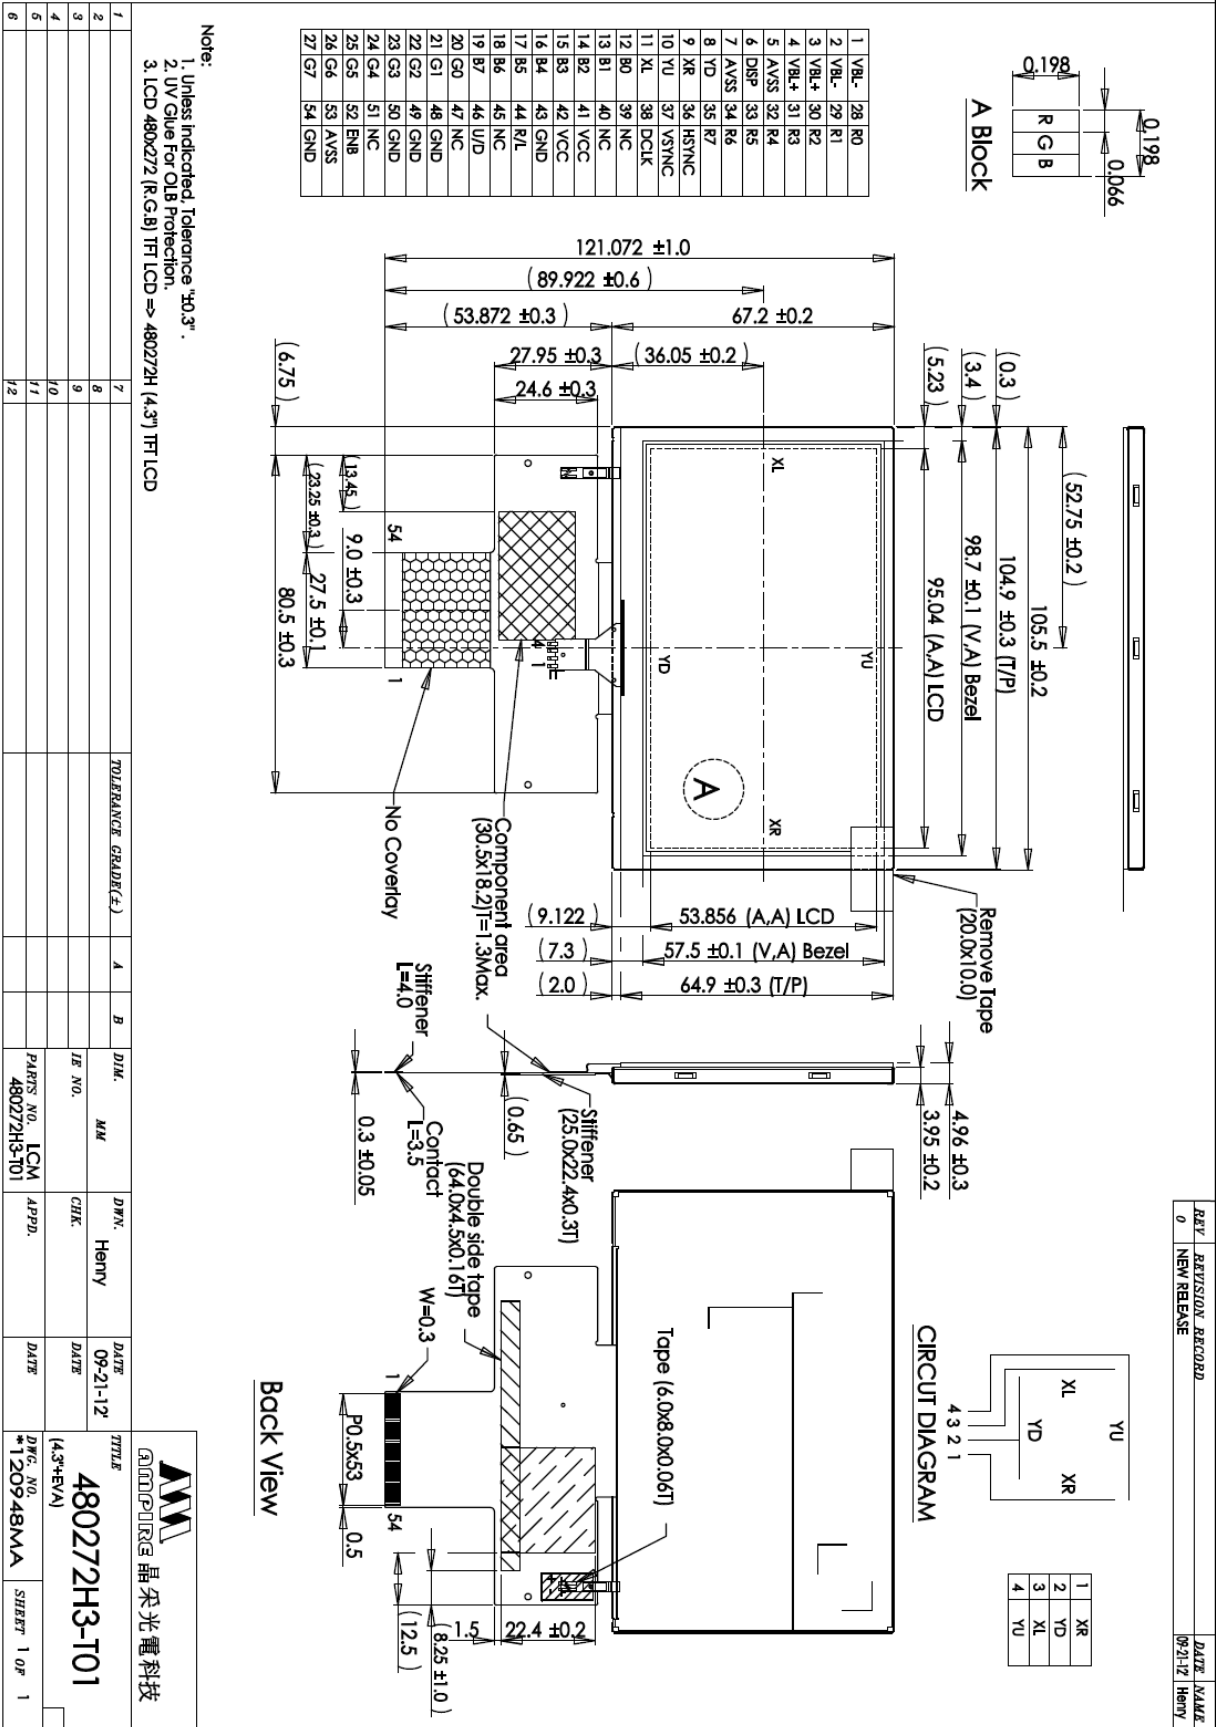 REV REVISION RECORD DATE NAME
0 NEW RELEASE 09-21-12' Henry
0.198
0.198
0.066
R G B
A Block
1 VBL- 28 R0
2 VBL- 29 R1
3 VBL+ 30 R2
4 VBL+ 31 R3
5 AVSS 32 R4
6 DISP 33 R5
7 AVSS 34 R6
8 YD 35 R7
9 XR 36 HSYNC
10 YU 37 VSYNC
11 XL 38 DCLK
12 B0 39 NC
13 B1 40 NC
14 B2 41 VCC
15 B3 42 VCC
16 B4 43 GND
17 B5 44 R/L
18 B6 45 NC
19 B7 46 U/D
20 G0 47 NC
21 G1 48 GND
22 G2 49 GND
23 G3 50 GND
24 G4 51 NC
25 G5 52 ENB
26 G6 53 AVSS
27 G7 54 GND
Note:
1. Unless indicated, Tolerance "±0.3" .
2. UV Glue For OLB Protection.
3. LCD 480x272 (R.G.B) TFT LCD => 480272H (4.3") TFT LCD
(52.75 ±0.2)
105.5 ±0.2
(0.3)
104.9 ±0.3 (T/P)
(3.4)
98.7 ±0.1 (V,A) Bezel
(5.23)
95.04 (A,A) LCD
121.072 ±1.0
(89.922 ±0.6)
(53.872 ±0.3)
67.2 ±0.2
27.95 ±0.3
(36.05 ±0.2)
24.6 ±0.3
XL
YU
YD
XR
A
4 1
54
1
(13.45)
9.0 ±0.3
(23.25 ±0.3)
27.5 ±0.1
(6.75)
80.5 ±0.3
Remove Tape
(20.0x10.0)
(9.122)
53.856 (A,A) LCD
(7.3)
57.5 ±0.1 (V,A) Bezel
(2.0)
64.9 ±0.3 (T/P)
Component area
(30.5x18.2)T=1.3Max.
No Coverlay
4.96 ±0.3
3.95 ±0.2
Stiffener
(25.0x22.4x0.3T)
(0.65)
Stiffener
L=4.0
Contact
L=3.5
0.3 ±0.05
Double side tape
(64.0x4.5x0.16T)
W=0.3
Tape (6.0x8.0x0.06T)
1
54
P0.5x53
0.5
1.5
22.4 ±0.2
(8.25 ±1.0)
(12.5)
Back View
YU
XL
YD
XR
4 3 2 1
CIRCUT DIAGRAM
1 XR
2 YD
3 XL
4 YU
1 7 TOLERANCE GRADE(±) A B
2 8
3 9
4 10
5 11
6 12
DIM. MM
IE NO.
PARTS NO. LCM
480272H3-T01
DWN. Henry
CHK.
APPD.
DATE 09-21-12'
DATE
DATE
AMPIRE 晶采光電科技
TITLE
480272H3-T01
(4.3"+EVA)
DWG. NO.
*120948MA
SHEET 1 OF 1